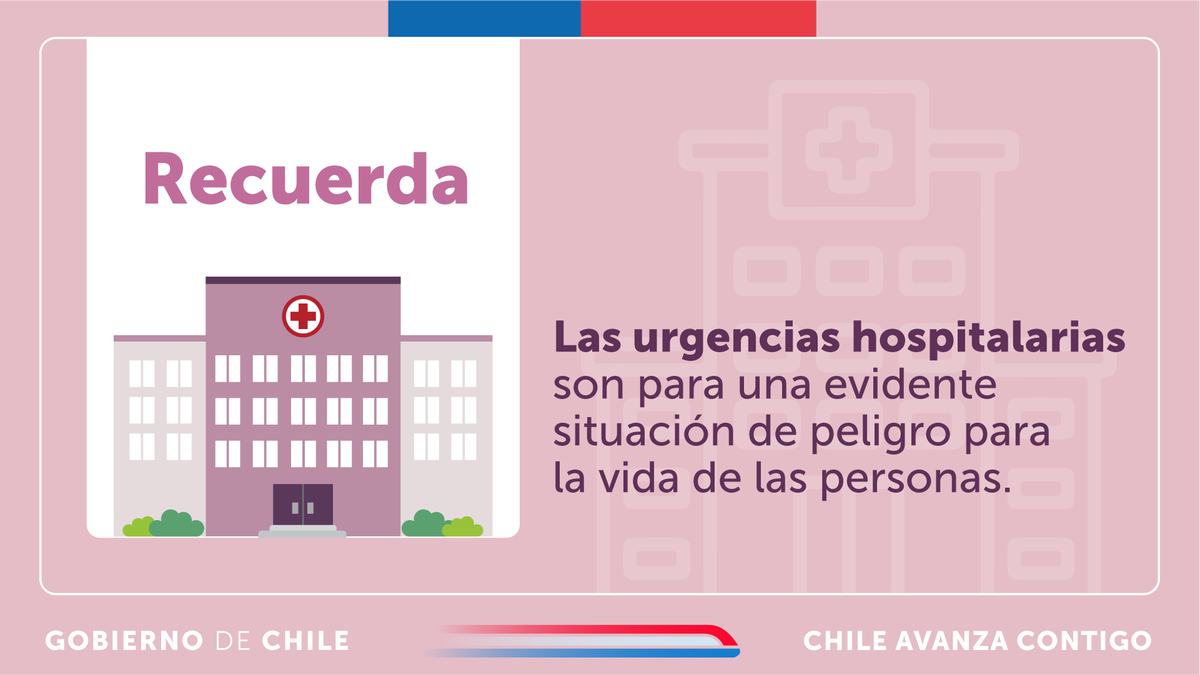 Recuerda
Las urgencias hospitalarias
son para una evidente
situación de peligro para
la vida de las personas.
GOBIERNO DE CHILE
CHILE AVANZA CONTIGO